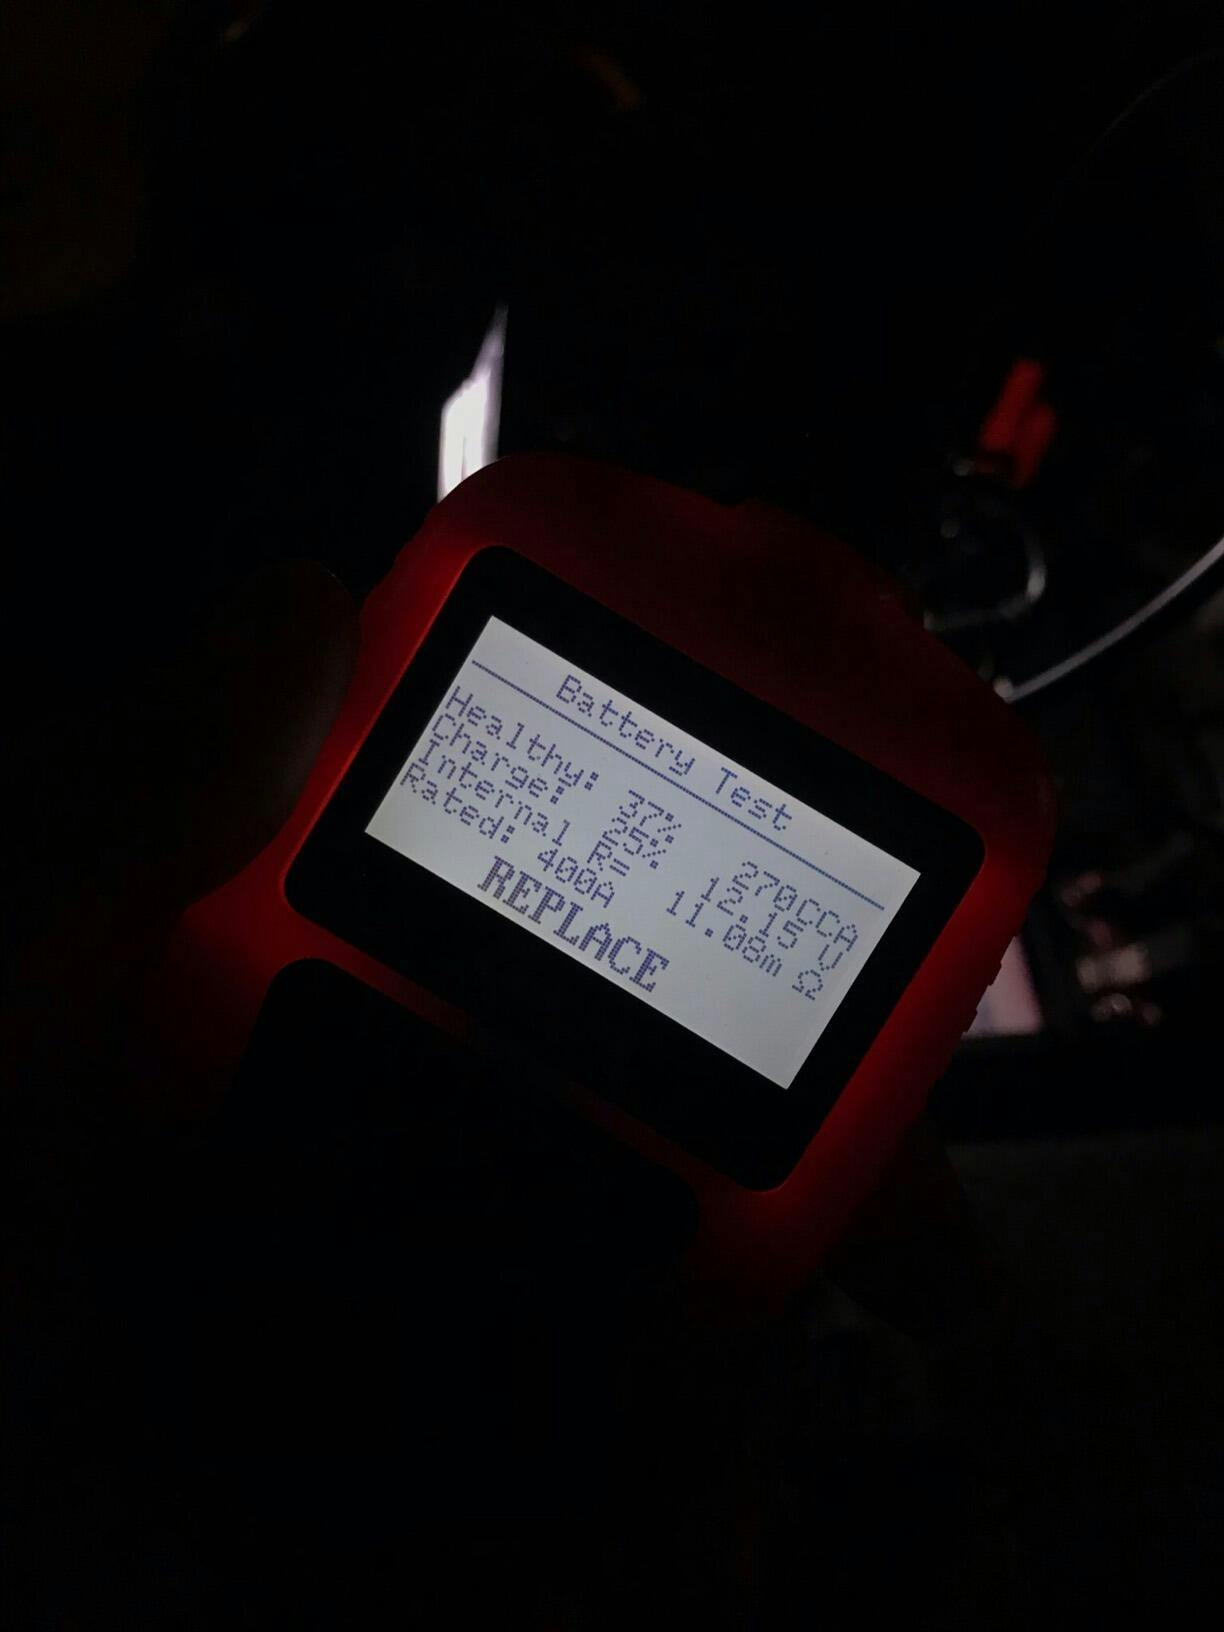 Battery Test
Healthy: 37% 270CCA
Charge: 25% 12.15 V
Internal R= 11.08m Ω
Rated: 400A
REPLACE